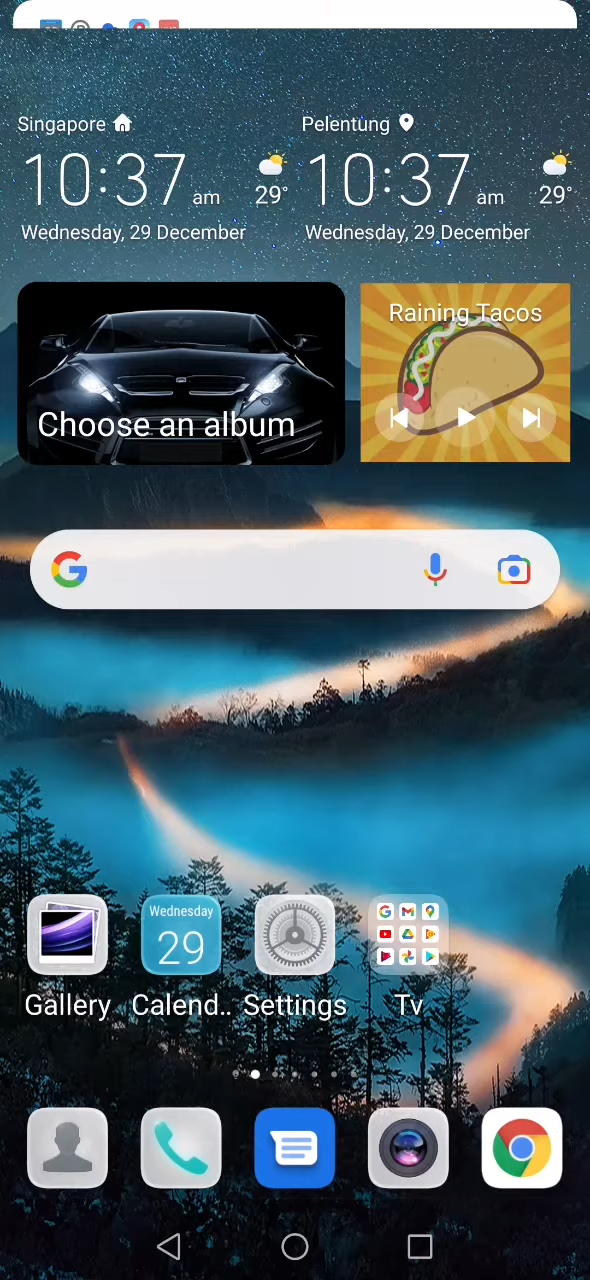 Singapore
Pelentung
10:37 am
29°
10:37 am
29°
Wednesday, 29 December
Wednesday, 29 December
Choose an album
Raining Tacos
Wednesday
29
Gallery
Calend..
Settings
Tv